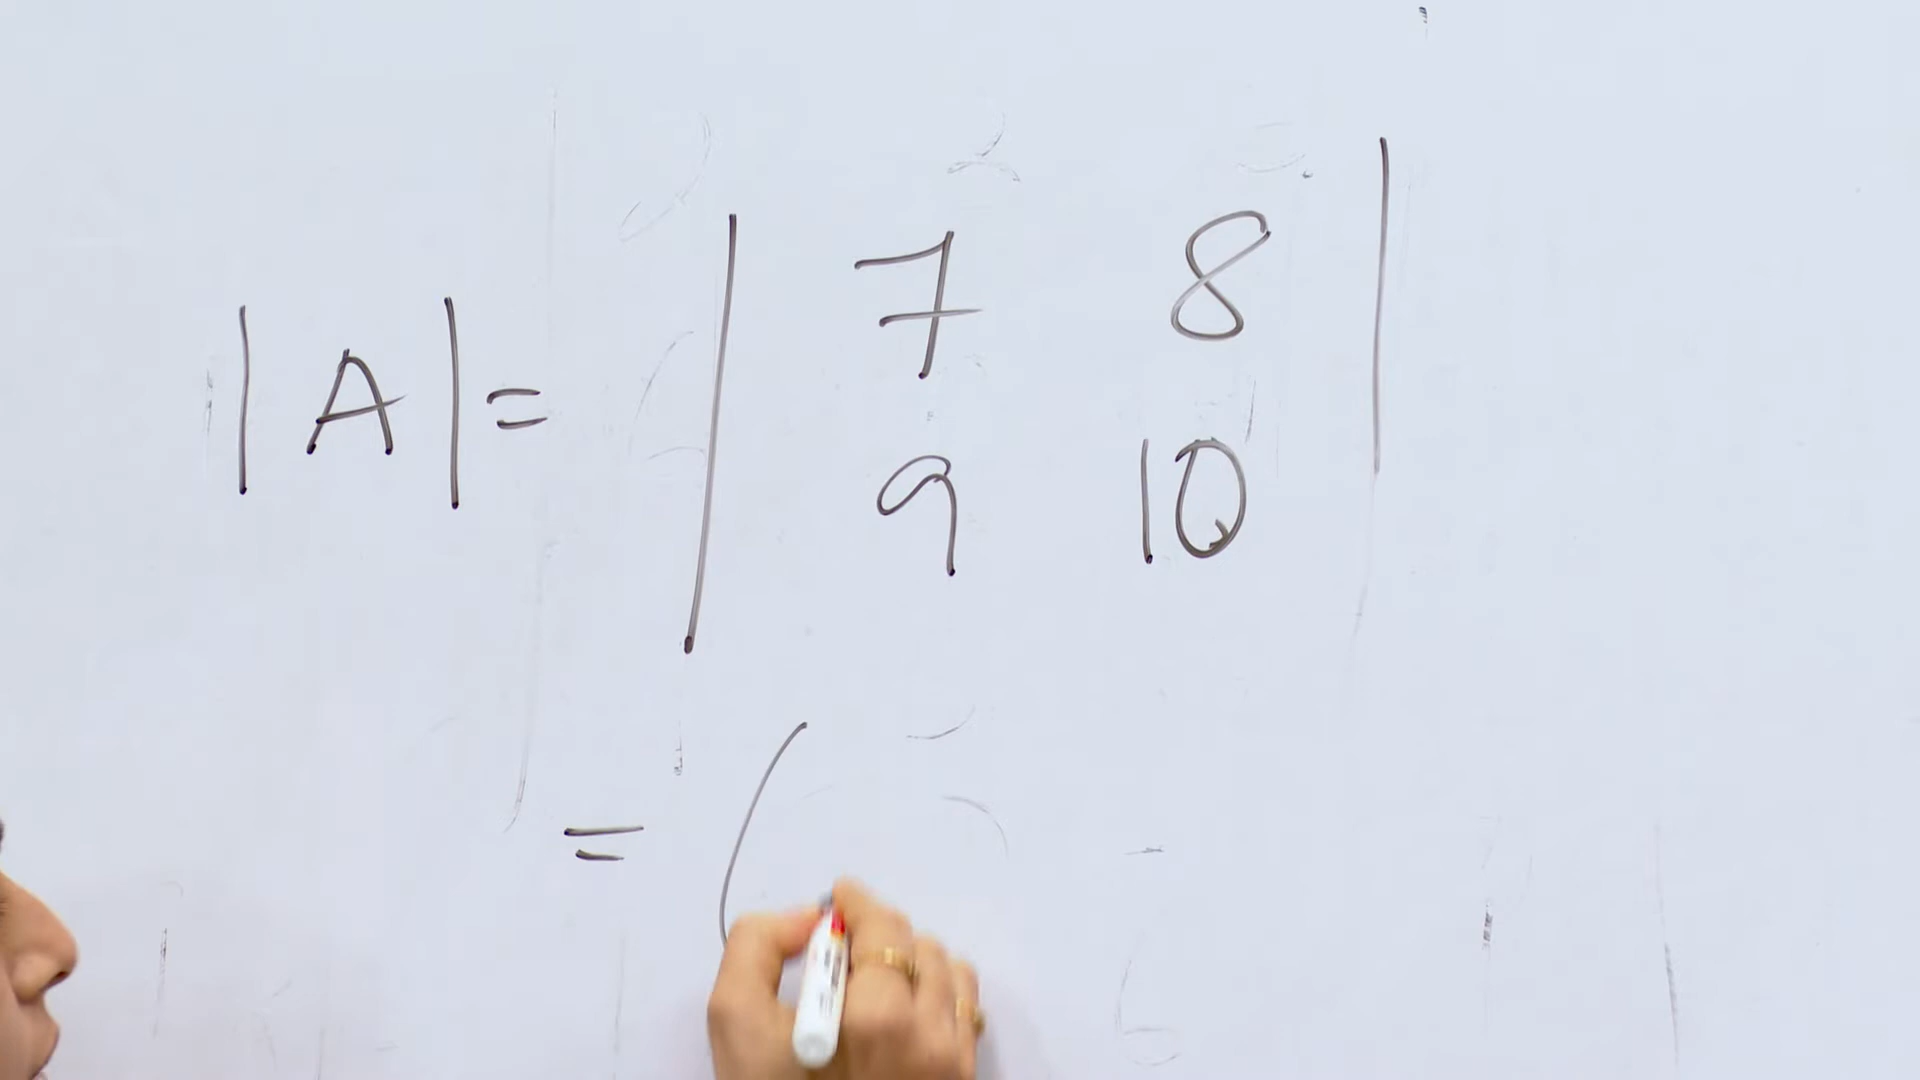 |A| = | 7 8 |
9 10
= (